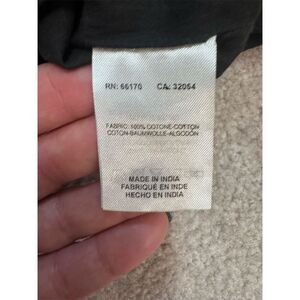 RN: 66170 CA: 32054
FABRIC: 100% COTONE-COTTON
COTON-BAUMWOLLE-ALGODÓN
MADE IN INDIA
FABRIQUÉ EN INDE
HECHO EN INDIA